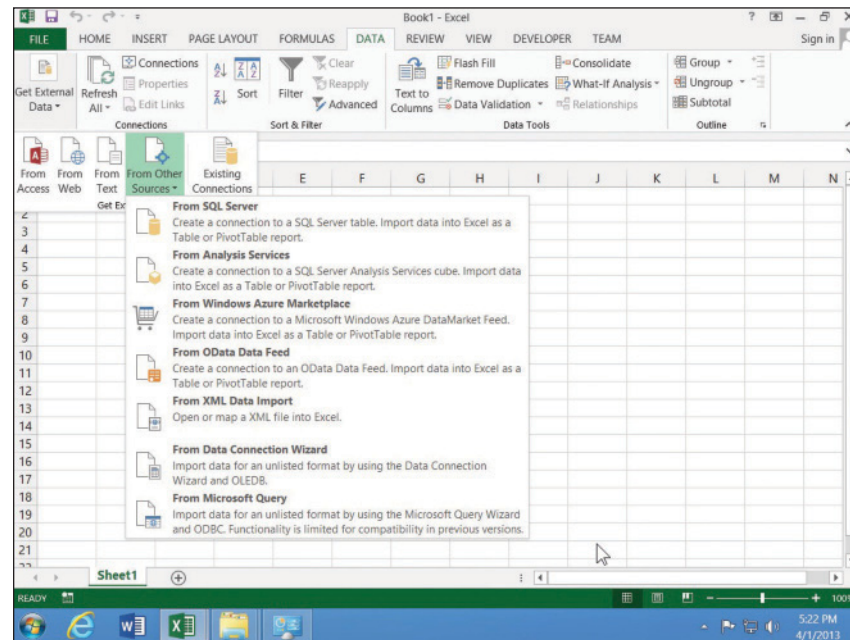 Book1 - Excel
?
FILE HOME INSERT PAGE LAYOUT FORMULAS DATA REVIEW VIEW DEVELOPER TEAM Sign in
Get External Data
Refresh All
Connections
Properties
Edit Links
Connections
Sort
Filter
Clear
Reapply
Advanced
Sort & Filter
Text to Columns
Flash Fill
Remove Duplicates
Data Validation
Consolidate
What-If Analysis
Relationships
Data Tools
Group
Ungroup
Subtotal
Outline
From Access
From Web
From Text
From Other Sources
Existing Connections
Get Ex
E F G H I J K L M N
From SQL Server
Create a connection to a SQL Server table. Import data into Excel as a
Table or PivotTable report.
From Analysis Services
Create a connection to a SQL Server Analysis Services cube. Import data
into Excel as a Table or PivotTable report.
From Windows Azure Marketplace
Create a connection to a Microsoft Windows Azure DataMarket Feed.
Import data into Excel as a Table or PivotTable report.
From OData Data Feed
Create a connection to an OData Data Feed. Import data into Excel as a
Table or PivotTable report.
From XML Data Import
Open or map a XML file into Excel.
From Data Connection Wizard
Import data for an unlisted format by using the Data Connection
Wizard and OLEDB.
From Microsoft Query
Import data for an unlisted format by using the Microsoft Query Wizard
and ODBC. Functionality is limited for compatibility in previous versions.
2
3
4
5
6
7
8
9
10
11
12
13
14
15
16
17
18
19
20
21
Sheet1
READY
100%
5:22 PM
4/1/2013